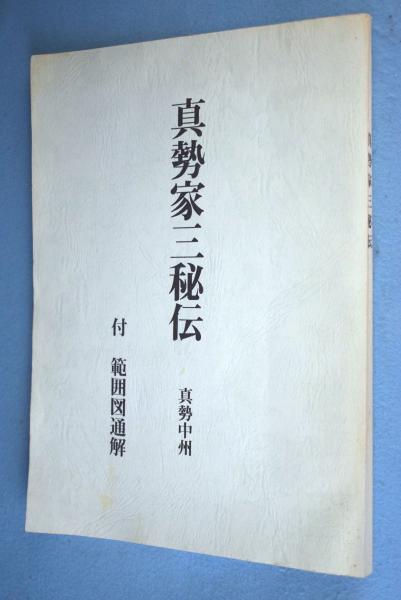 真勢家三秘伝
真勢中州
付 範囲図通解
真勢家三秘伝